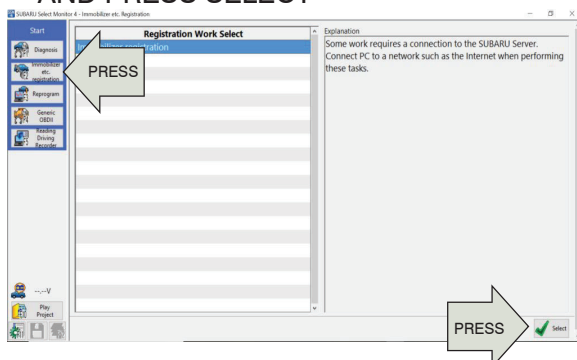 AND PRESS SELECT
SUBARU Select Monitor 4 - Immobilizer etc. Registration
Start
Diagnosis
Immobilizer
etc.
registration
Reprogram
Generic
OBDII
Reading
Driving
Recorder
--.--V
Play
Project
Registration Work Select
registration
PRESS
Explanation
Some work requires a connection to the SUBARU Server.
Connect PC to a network such as the Internet when performing
these tasks.
PRESS
Select